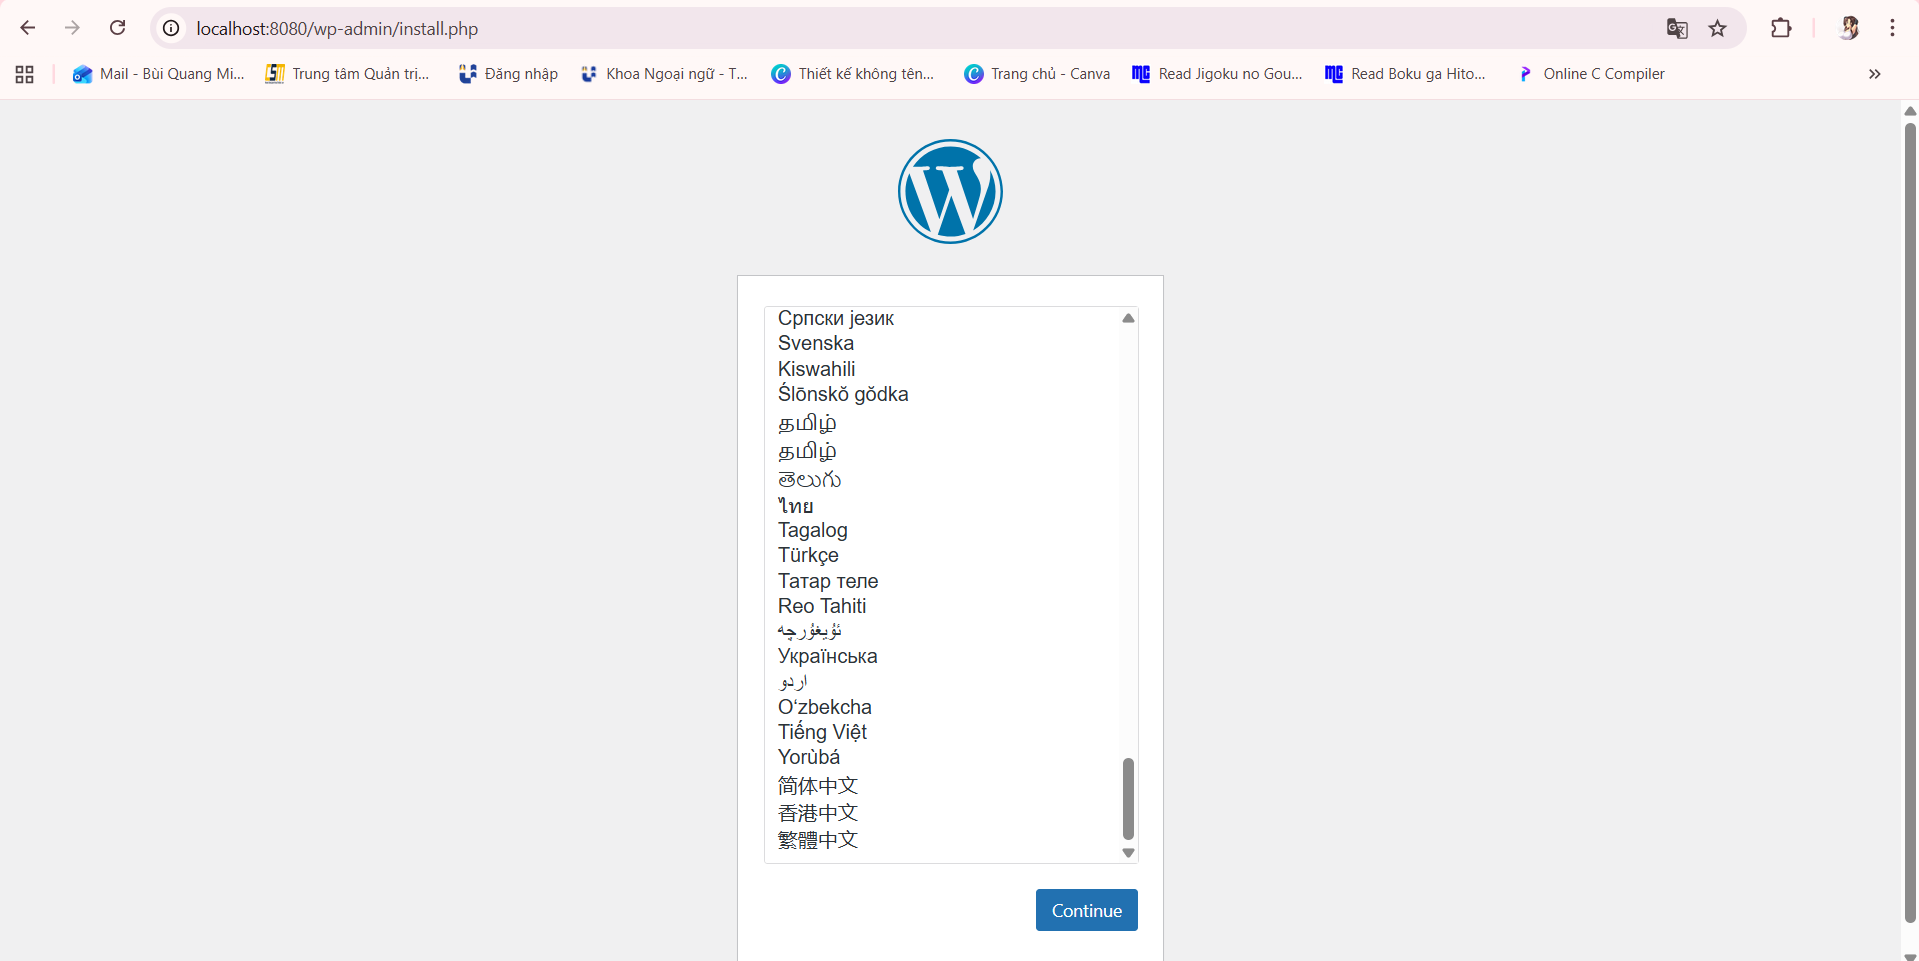 localhost:8080/wp-admin/install.php
Mail - Bùi Quang Mi...
Trung tâm Quản trị...
Đăng nhập
Khoa Ngoại ngữ - T...
Thiết kế không tên...
Trang chủ - Canva
Read Jigoku no Gou...
Read Boku ga Hito...
Online C Compiler
Српски језик
Svenska
Kiswahili
Ślōnskŏ gŏdka
தமிழ்
தமிழ்
తెలుగు
ไทย
Tagalog
Türkçe
Татар теле
Reo Tahiti
ئۇيغۇرچە
Українська
اردو
O‘zbekcha
Tiếng Việt
Yorùbá
简体中文
香港中文
繁體中文
Continue